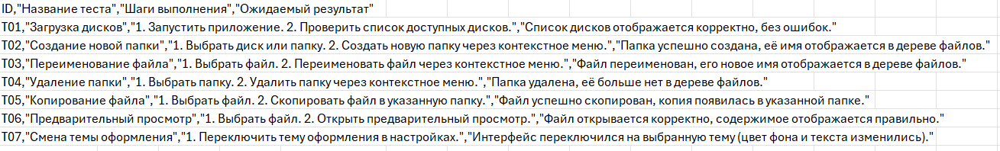 ID,"Название теста","Шаги выполнения","Ожидаемый результат"
T01,"Загрузка дисков","1. Запустить приложение. 2. Проверить список доступных дисков.","Список дисков отображается корректно, без ошибок."
T02,"Создание новой папки","1. Выбрать диск или папку. 2. Создать новую папку через контекстное меню.","Папка успешно создана, её имя отображается в дереве файлов."
T03,"Переименование файла","1. Выбрать файл. 2. Переименовать файл через контекстное меню.","Файл переименован, его новое имя отображается в дереве файлов."
T04,"Удаление папки","1. Выбрать папку. 2. Удалить папку через контекстное меню.","Папка удалена, её больше нет в дереве файлов."
T05,"Копирование файла","1. Выбрать файл. 2. Скопировать файл в указанную папку.","Файл успешно скопирован, копия появилась в указанной папке."
T06,"Предварительный просмотр","1. Выбрать файл. 2. Открыть предварительный просмотр.","Файл открывается корректно, содержимое отображается правильно."
T07,"Смена темы оформления","1. Переключить тему оформления в настройках.","Интерфейс переключился на выбранную тему (цвет фона и текста изменились)."